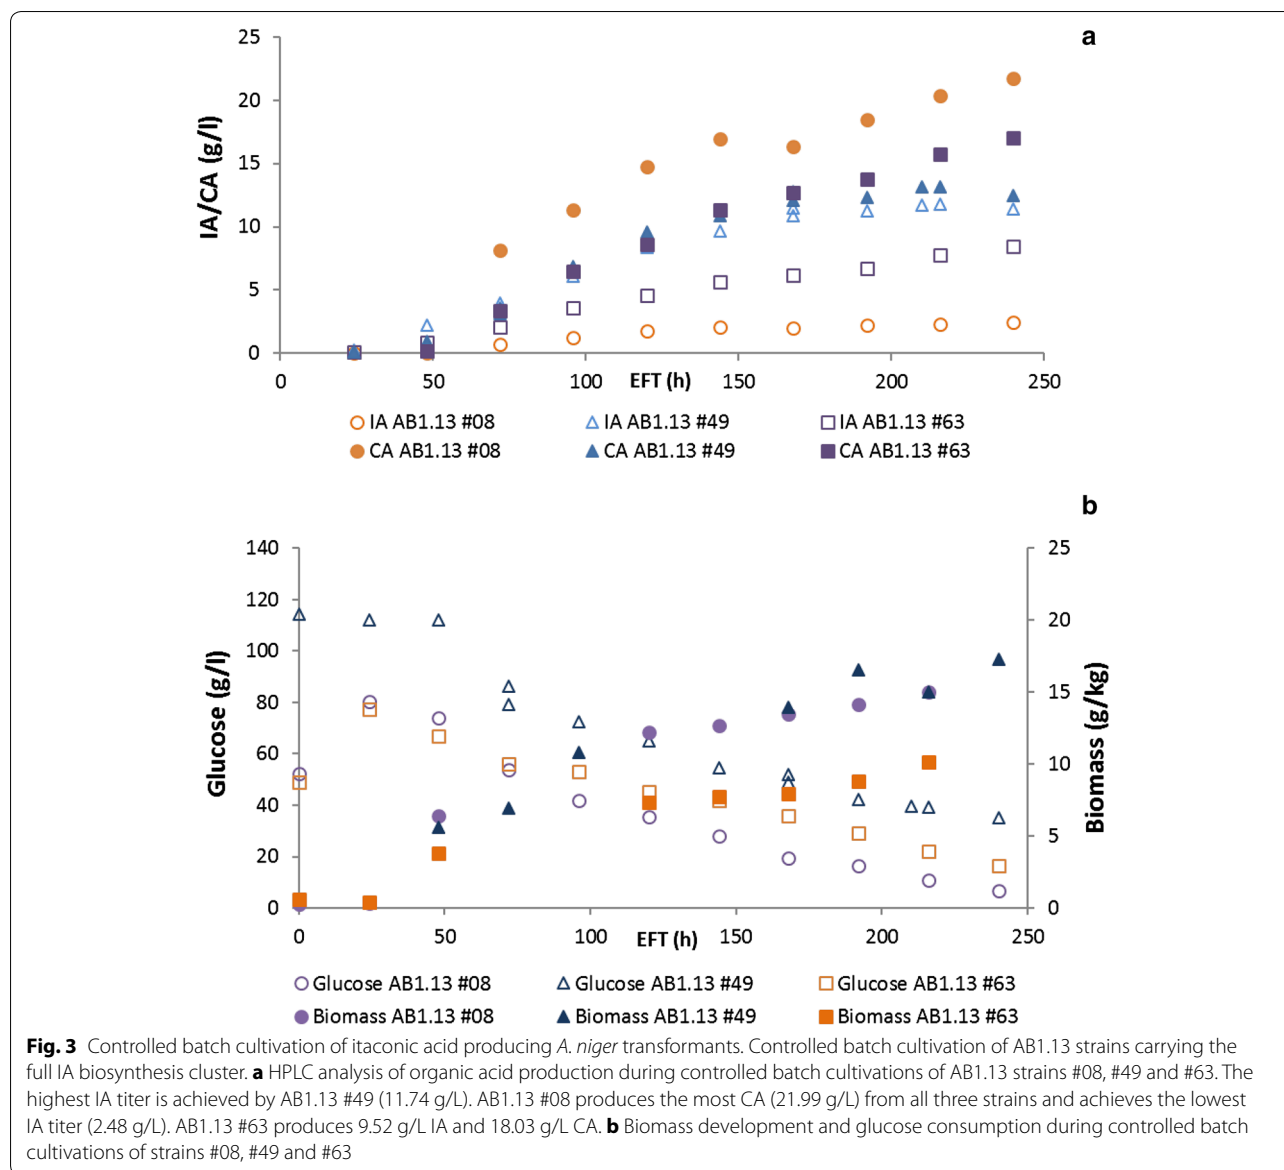 a
25
20
15
10
5
0
IA/CA (g/l)
0 50 100 150 200 250
EFT (h)
IA AB1.13 #08 IA AB1.13 #49 IA AB1.13 #63
CA AB1.13 #08 CA AB1.13 #49 CA AB1.13 #63
b
140
120
100
80
60
40
20
0
Glucose (g/l)
25
20
15
10
5
0
Biomass (g/kg)
0 50 100 150 200 250
EFT (h)
Glucose AB1.13 #08 Glucose AB1.13 #49 Glucose AB1.13 #63
Biomass AB1.13 #08 Biomass AB1.13 #49 Biomass AB1.13 #63
Fig. 3 Controlled batch cultivation of itaconic acid producing A. niger transformants. Controlled batch cultivation of AB1.13 strains carrying the
full IA biosynthesis cluster. a HPLC analysis of organic acid production during controlled batch cultivations of AB1.13 strains #08, #49 and #63. The
highest IA titer is achieved by AB1.13 #49 (11.74 g/L). AB1.13 #08 produces the most CA (21.99 g/L) from all three strains and achieves the lowest
IA titer (2.48 g/L). AB1.13 #63 produces 9.52 g/L IA and 18.03 g/L CA. b Biomass development and glucose consumption during controlled batch
cultivations of strains #08, #49 and #63